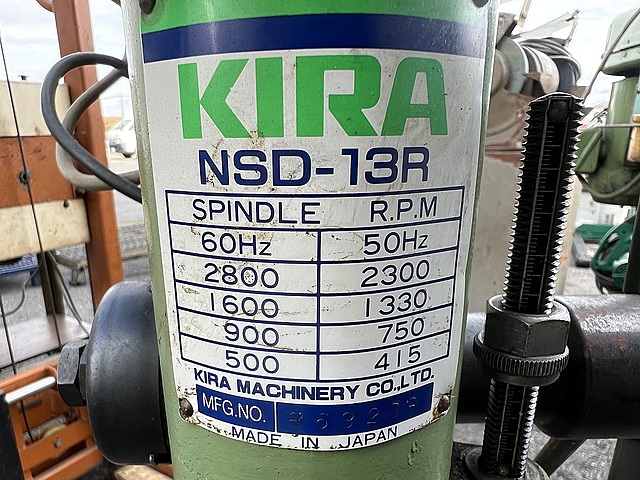 KIRA
NSD-13R
SPINDLE R.P.M
60Hz 50Hz
2800 2300
1600 1330
900 750
500 415
KIRA MACHINERY CO.,LTD.
MFG.NO.
MADE IN JAPAN